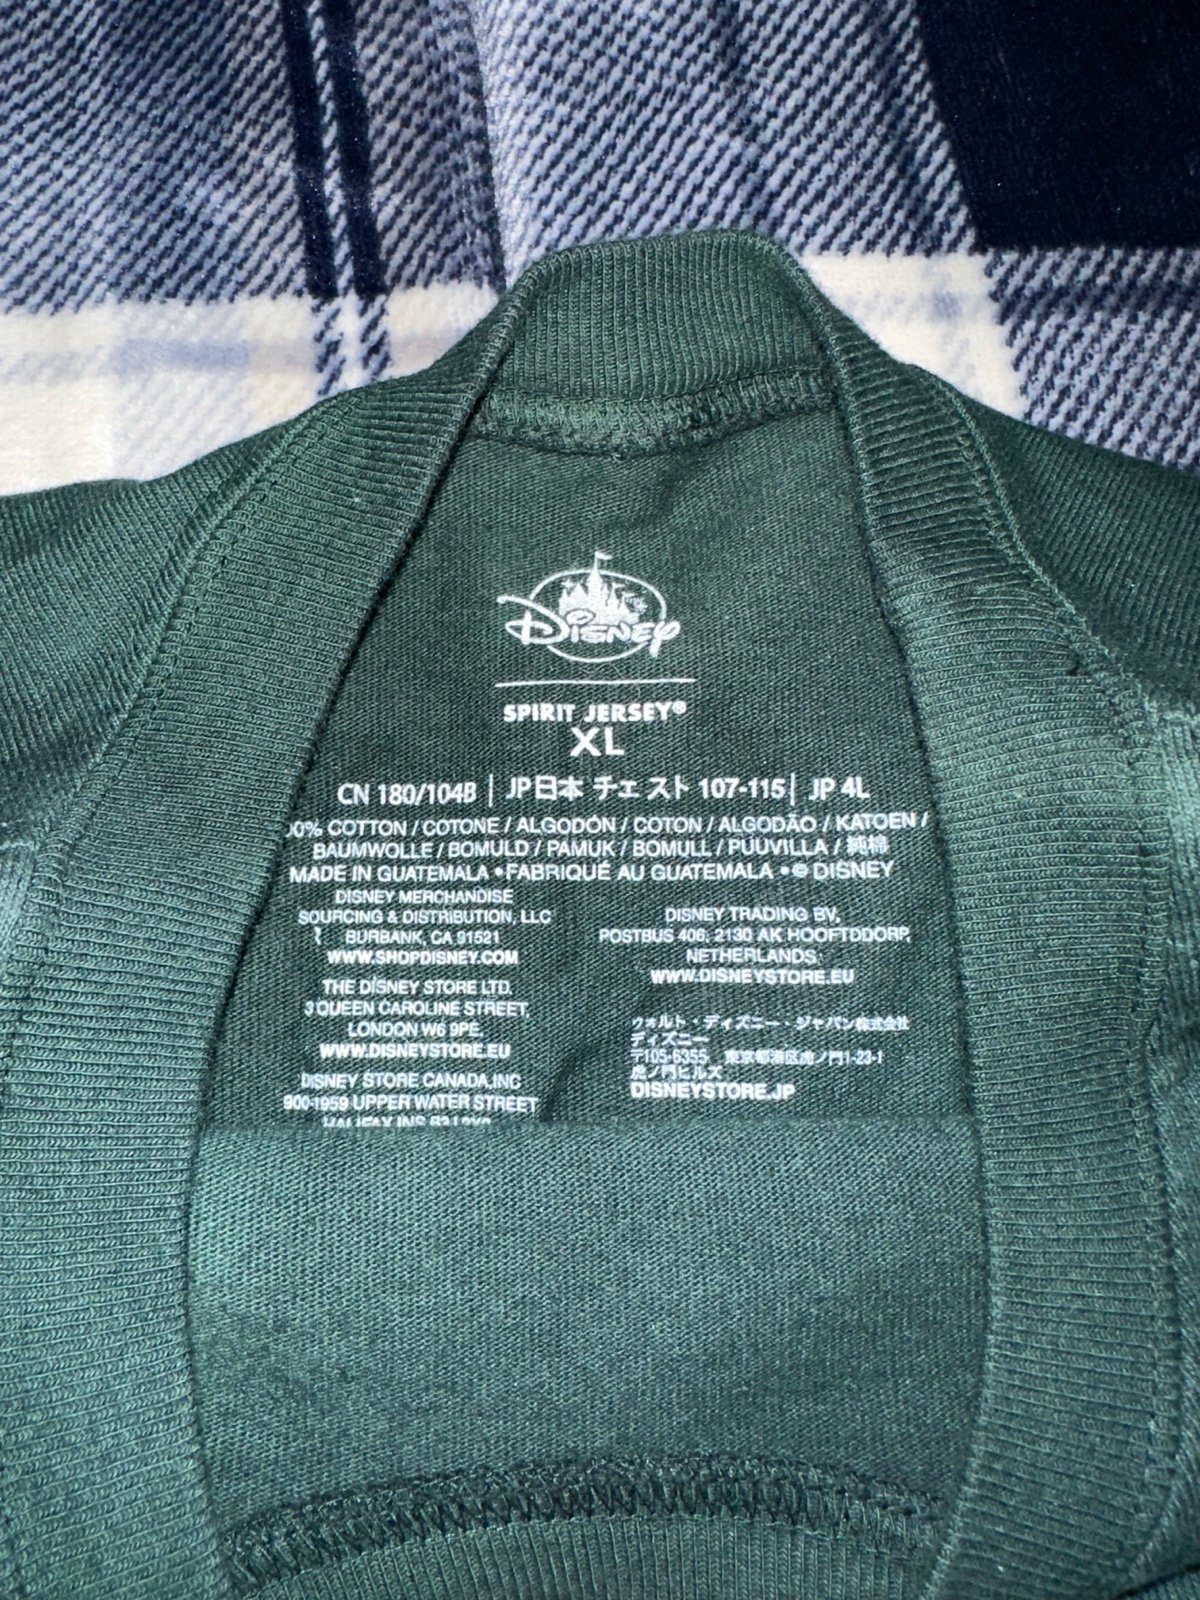 Disney
SPIRIT JERSEY®
XL
CN 180/104B | JP日本 チェスト 107-115 | JP 4L
0% COTTON / COTONE / ALGODÓN / COTON / ALGODÃO / KATOEN /
BAUMWOLLE / BOMULD / PAMUK / BOMULL / PUUVILLA / 純棉
MADE IN GUATEMALA • FABRIQUÉ AU GUATEMALA • © DISNEY
DISNEY MERCHANDISE
SOURCING & DISTRIBUTION, LLC
BURBANK, CA 91521
WWW.SHOPDISNEY.COM
THE DISNEY STORE LTD.
3 QUEEN CAROLINE STREET,
LONDON W6 9PE.
WWW.DISNEYSTORE.EU
DISNEY STORE CANADA.INC
900-1959 UPPER WATER STREET
HALIFAX
DISNEY TRADING BV,
POSTBUS 406, 2130 AK HOOFTDDORP,
NETHERLANDS
WWW.DISNEYSTORE.EU
ウォルト・ディズニー・ジャパン株式会社
ディズニー
〒105-6355 東京都港区虎ノ門1-23-1
虎ノ門ヒルズ
DISNEYSTORE.JP